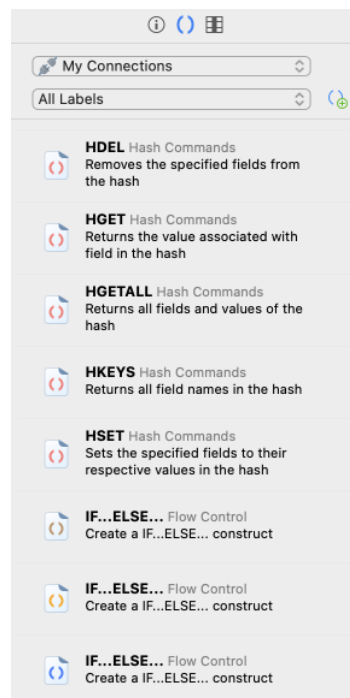 My Connections
All Labels
HDEL Hash Commands
Removes the specified fields from
the hash
HGET Hash Commands
Returns the value associated with
field in the hash
HGETALL Hash Commands
Returns all fields and values of the
hash
HKEYS Hash Commands
Returns all field names in the hash
HSET Hash Commands
Sets the specified fields to their
respective values in the hash
IF...ELSE... Flow Control
Create a IF...ELSE... construct
IF...ELSE... Flow Control
Create a IF...ELSE... construct
IF...ELSE... Flow Control
Create a IF...ELSE... construct